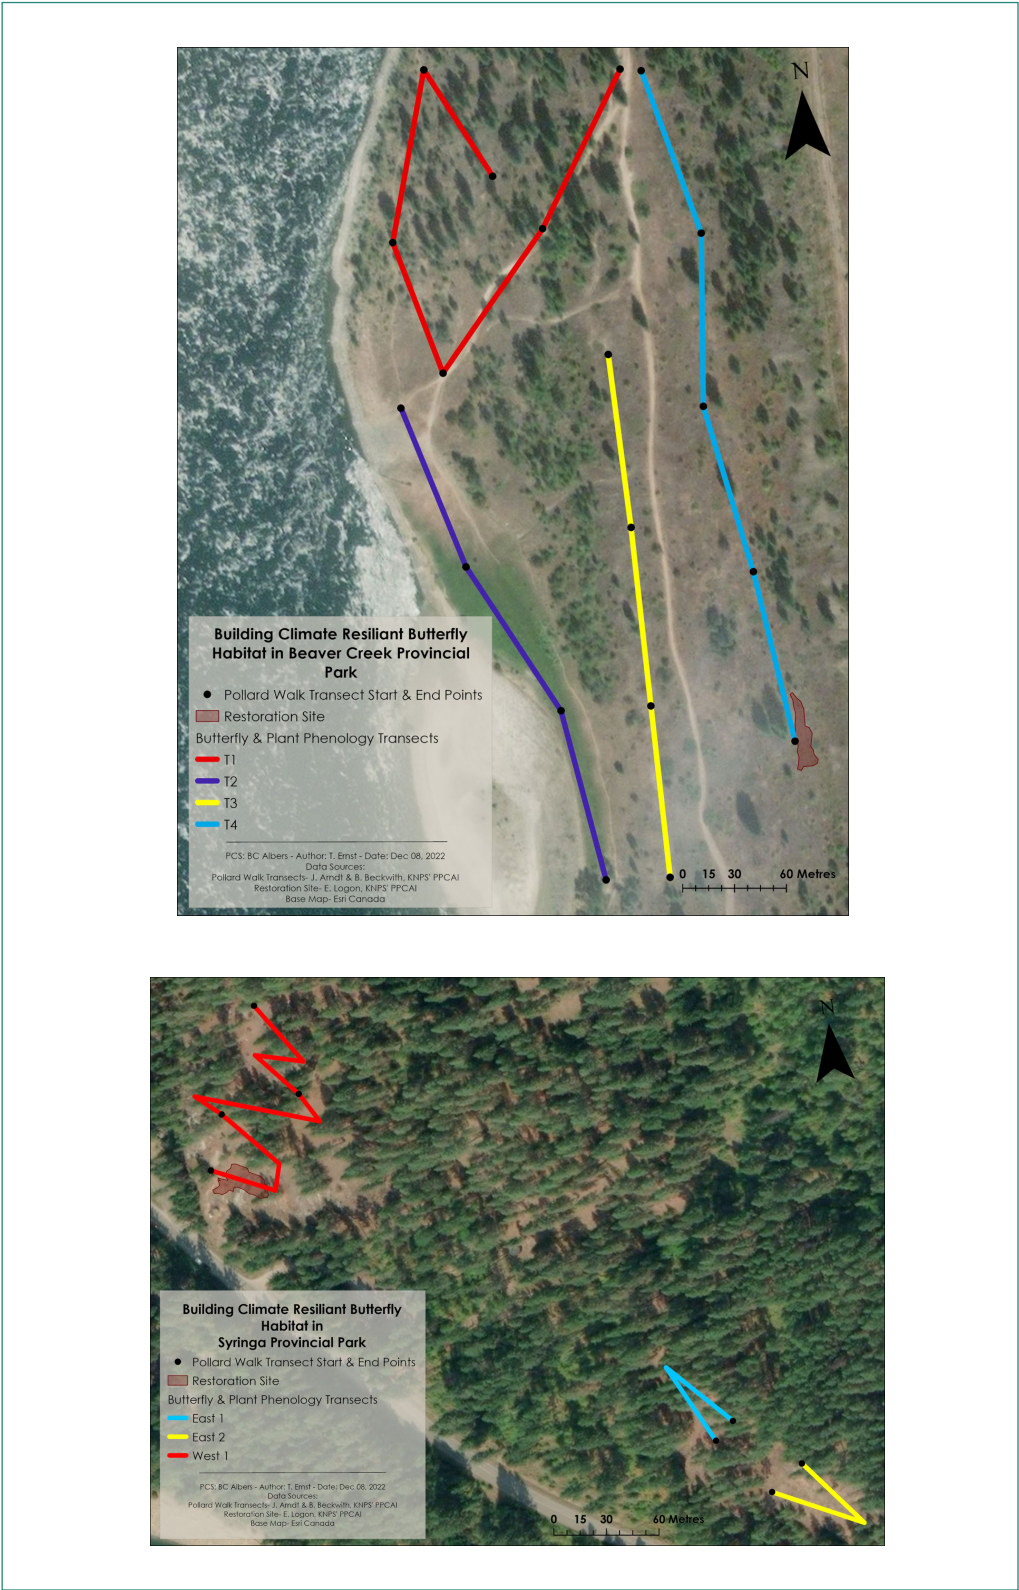 N
Building Climate Resiliant Butterfly
Habitat in Beaver Creek Provincial
Park
Pollard Walk Transect Start & End Points
Restoration Site
Butterfly & Plant Phenology Transects
T1
T2
T3
T4
PCS: BC Albers - Author: T. Ernst - Date: Dec 08, 2022
Data Sources:
Pollard Walk Transects- J. Arndt & B. Beckwith, KNPS' PPCAI
Restoration Site- E. Logon, KNPS' PPCAI
Base Map- Esri Canada
0 15 30 60 Metres
N
Building Climate Resiliant Butterfly
Habitat in
Syringa Provincial Park
Pollard Walk Transect Start & End Points
Restoration Site
Butterfly & Plant Phenology Transects
East 1
East 2
West 1
PCS: BC Albers - Author: T. Ernst - Date: Dec 08, 2022
Data Sources:
Pollard Walk Transects- J. Arndt & B. Beckwith, KNPS' PPCAI
Restoration Site- E. Logon, KNPS' PPCAI
Base Map- Esri Canada
0 15 30 60 Metres